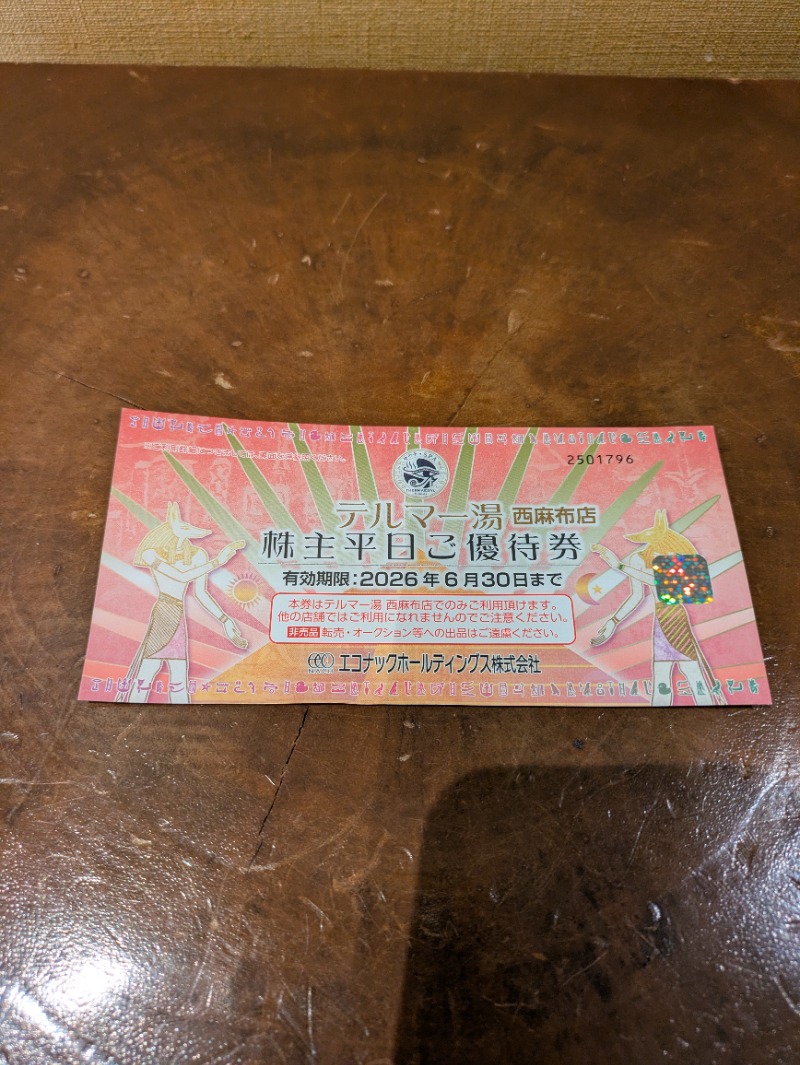 2501796
SPA
テルマー湯 西麻布店
株主平日ご優待券
有効期限:2026年6月30日まで
本券はテルマー湯 西麻布店でのみご利用頂けます。
他の店舗ではご利用になれませんのでご注意ください。
非売品 転売・オークション等への出品はご遠慮ください。
eco NACH エコナックホールディングス株式会社